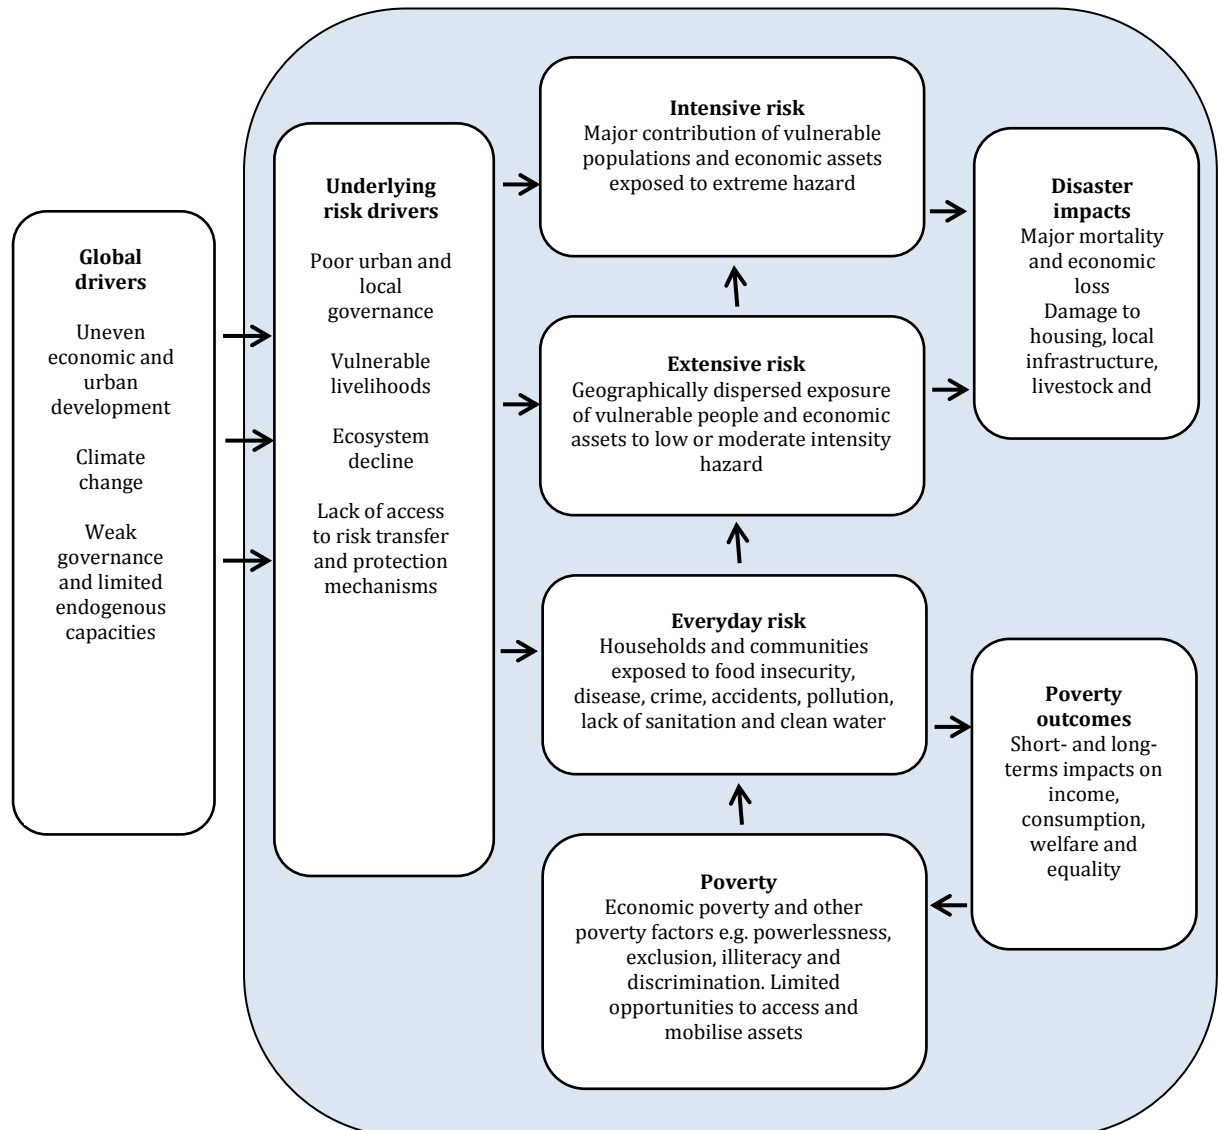 Global
drivers
Uneven
economic and
urban
development
Climate
change
Weak
governance
and limited
endogenous
capacities
Underlying
risk drivers
Poor urban and
local
governance
Vulnerable
livelihoods
Ecosystem
decline
Lack of access
to risk transfer
and protection
mechanisms
Intensive risk
Major contribution of vulnerable
populations and economic assets
exposed to extreme hazard
Extensive risk
Geographically dispersed exposure
of vulnerable people and economic
assets to low or moderate intensity
hazard
Everyday risk
Households and communities
exposed to food insecurity,
disease, crime, accidents, pollution,
lack of sanitation and clean water
Poverty
Economic poverty and other
poverty factors e.g. powerlessness,
exclusion, illiteracy and
discrimination. Limited
opportunities to access and
mobilise assets
Disaster
impacts
Major mortality
and economic
loss
Damage to
housing, local
infrastructure,
livestock and
Poverty
outcomes
Short- and long-
terms impacts on
income,
consumption,
welfare and
equality